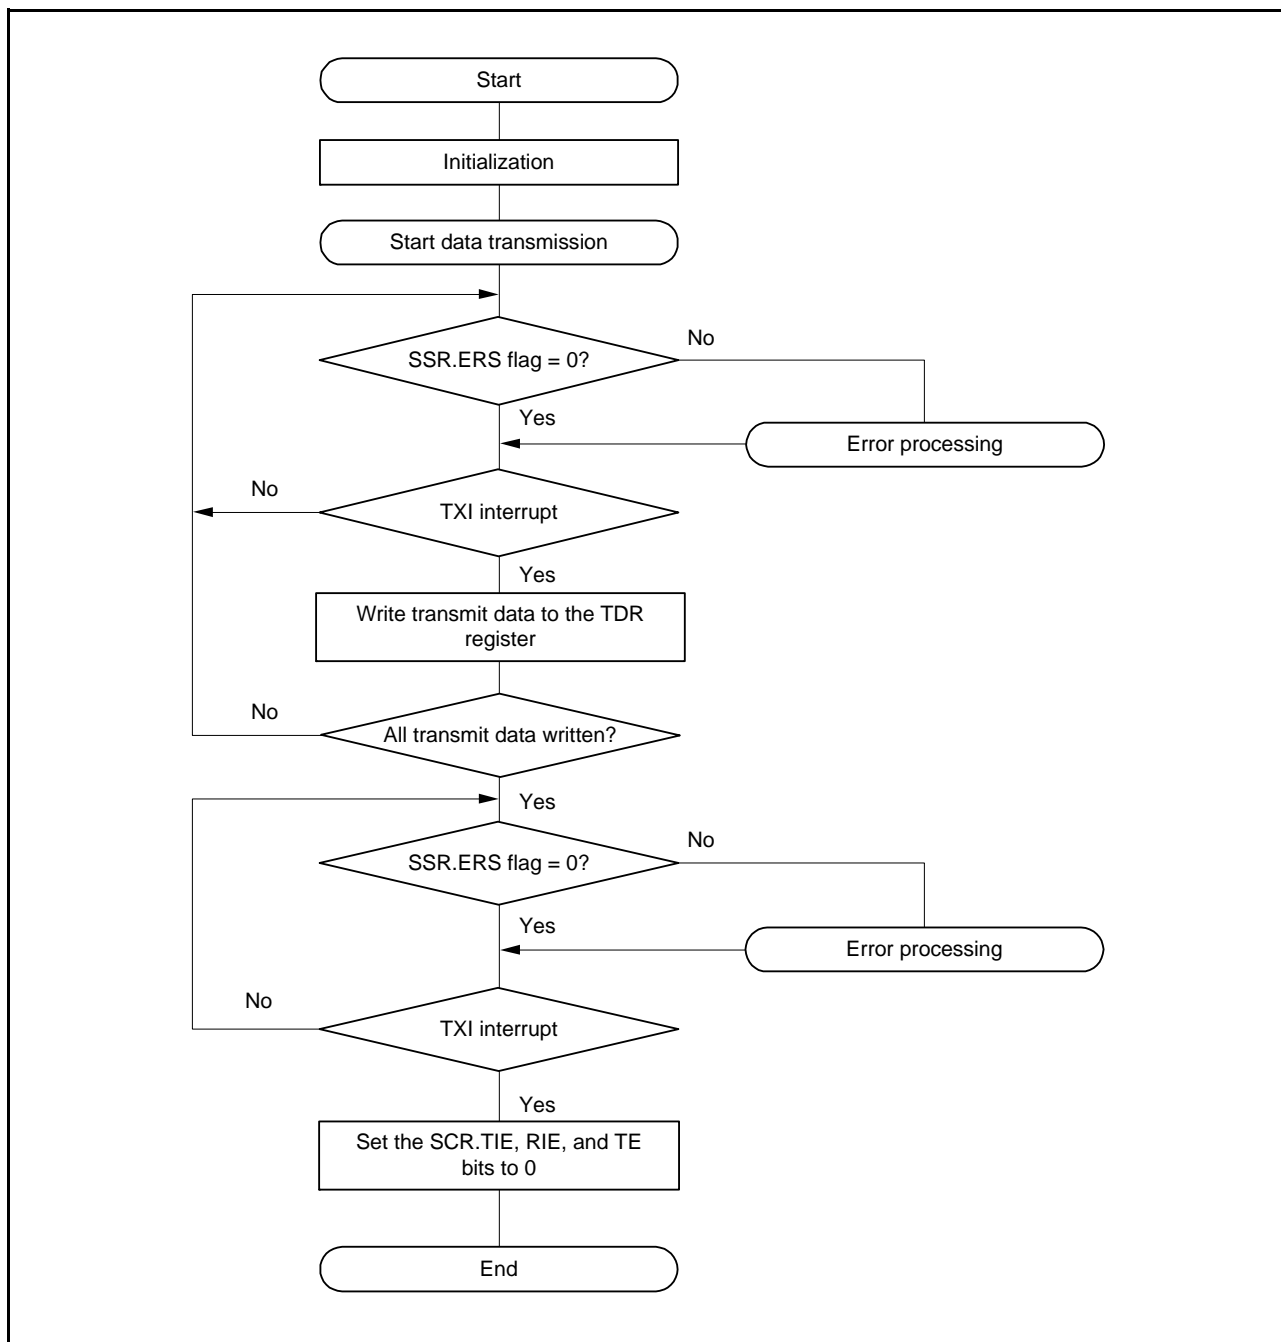 Start
Initialization
Start data transmission
SSR.ERS flag = 0?
No
Yes
Error processing
No
TXI interrupt
Yes
Write transmit data to the TDR
register
No
All transmit data written?
Yes
SSR.ERS flag = 0?
No
Yes
Error processing
No
TXI interrupt
Yes
Set the SCR.TIE, RIE, and TE
bits to 0
End